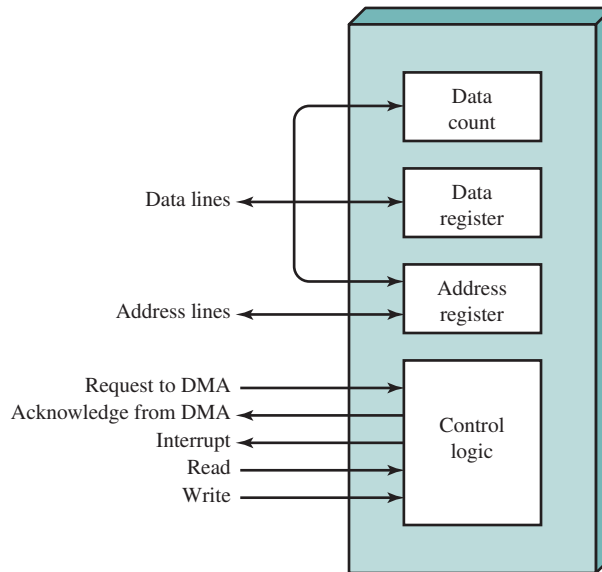 Data
count
Data lines
Data
register
Address
register
Address lines
Request to DMA
Acknowledge from DMA
Interrupt
Read
Write
Control
logic